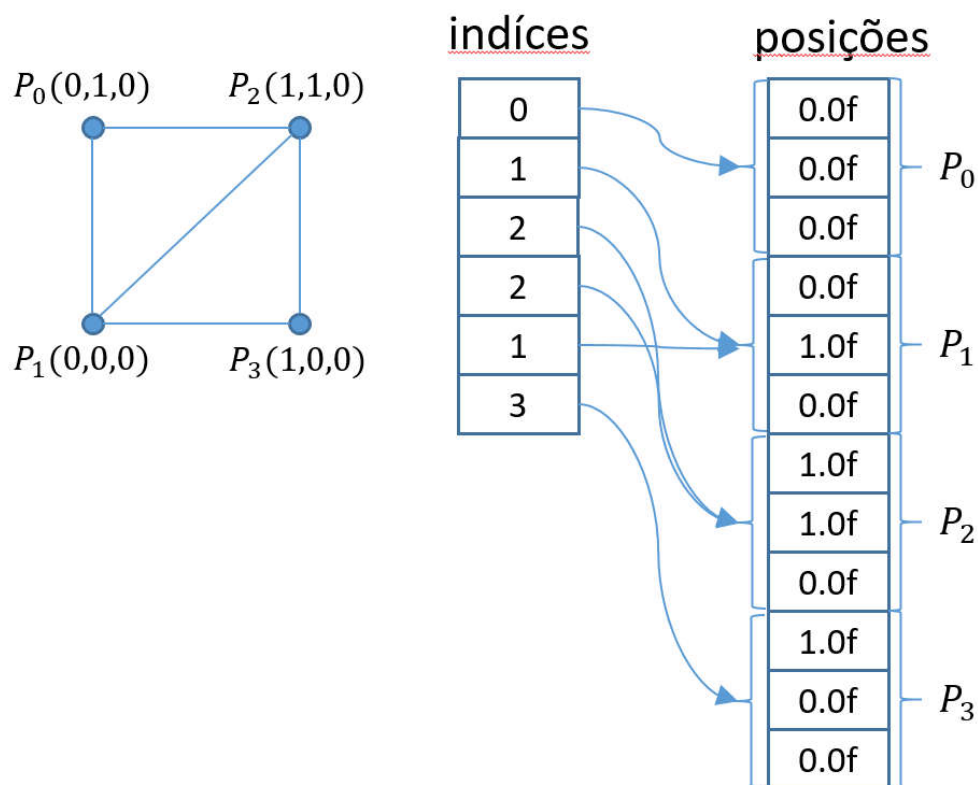 indíces
posições
P₀(0,1,0)
P₂(1,1,0)
P₁(0,0,0)
P₃(1,0,0)
0
1
2
2
1
3
0.0f
0.0f
0.0f
0.0f
1.0f
0.0f
1.0f
1.0f
0.0f
1.0f
0.0f
0.0f
P₀
P₁
P₂
P₃